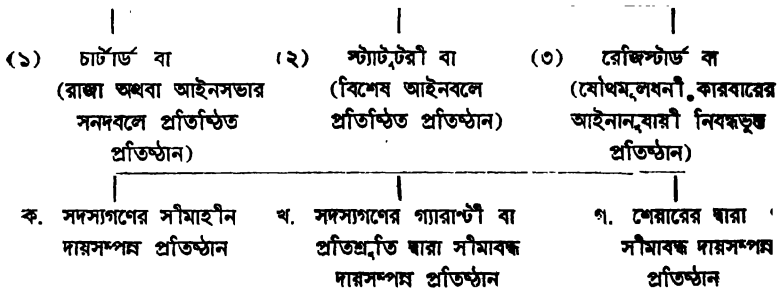 (১) চার্টার্ড বা (২) স্ট্যাটুটরী বা (৩) রেজিস্টার্ড বা
(রাজা অথবা আইনসভার (বিশেষ আইনবলে (যৌথমূলধনী কারবারের
সনদবলে প্রতিষ্ঠিত প্রতিষ্ঠিত প্রতিষ্ঠান) আইনানুযায়ী নিবন্ধভুক্ত
প্রতিষ্ঠান) প্রতিষ্ঠান)
ক. সদস্যগণের সীমাহীন খ. সদস্যগণের গ্যারান্টী বা গ. শেয়ারের দ্বারা
দায়সম্পন্ন প্রতিষ্ঠান প্রতিশ্রুতি দ্বারা সীমাবদ্ধ সীমাবদ্ধ দায়সম্পন্ন
দায়সম্পন্ন প্রতিষ্ঠান প্রতিষ্ঠান